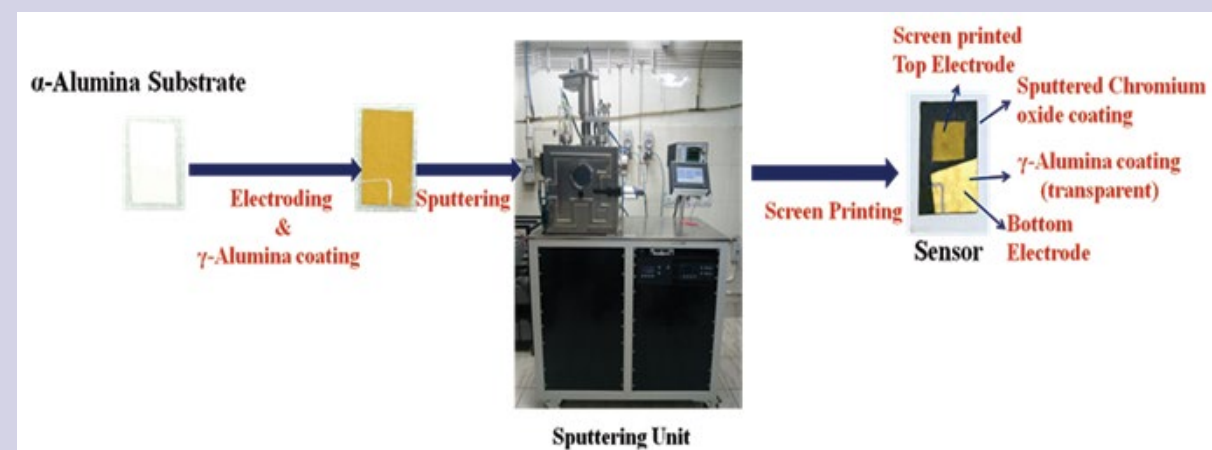 α-Alumina Substrate
Electroding
&
γ-Alumina coating
Sputtering
Sputtering Unit
Screen Printing
Screen printed
Top Electrode
Sputtered Chromium
oxide coating
γ-Alumina coating
(transparent)
Bottom
Electrode
Sensor